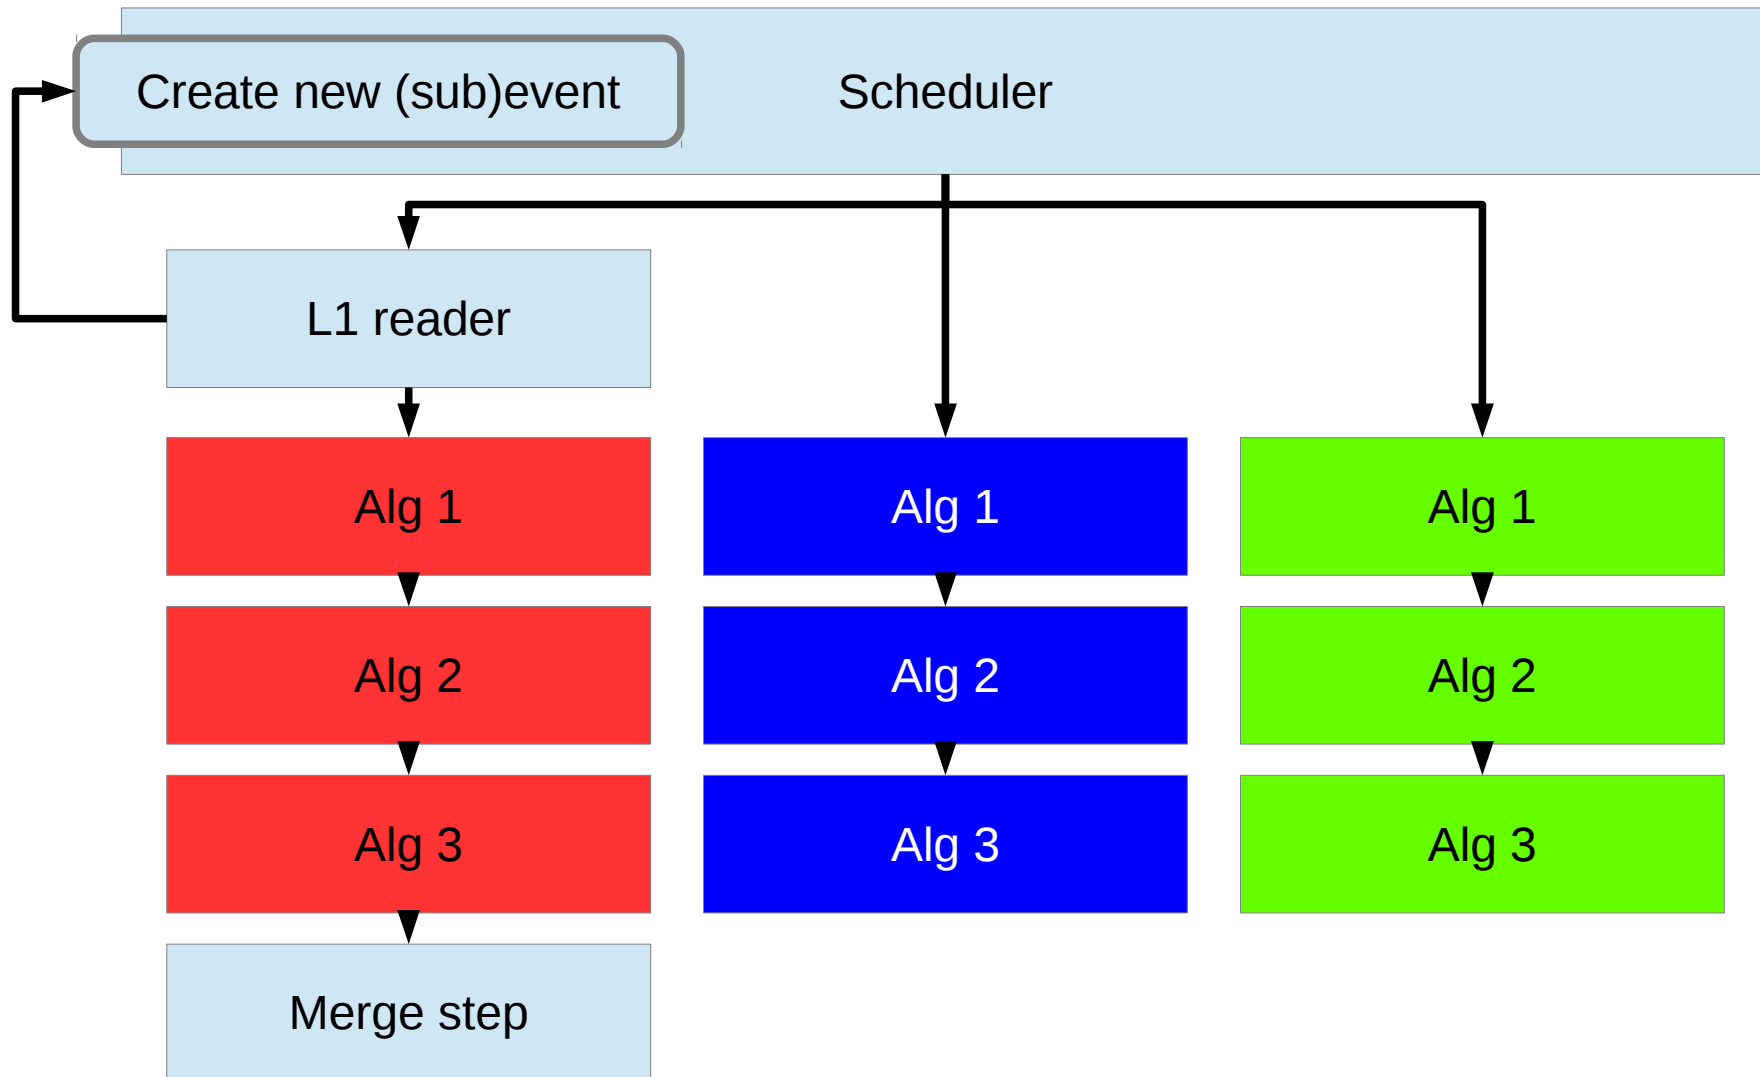 Create new (sub)event
Scheduler
L1 reader
Alg 1
Alg 1
Alg 1
Alg 2
Alg 2
Alg 2
Alg 3
Alg 3
Alg 3
Merge step